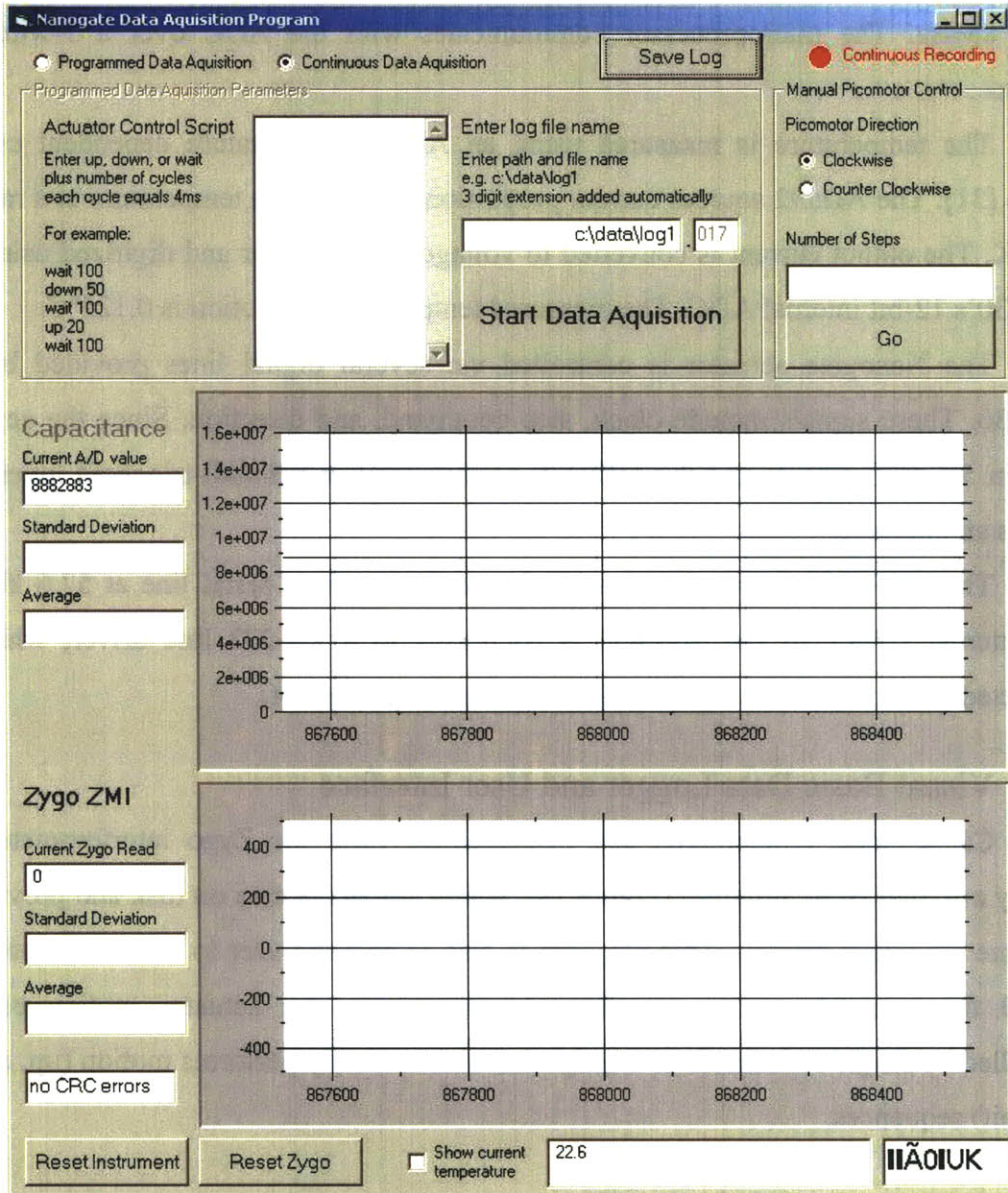 Nanogate Data Aquisition Program
Programmed Data Aquisition
Continuous Data Aquisition
Save Log
Continuous Recording
Programmed Data Aquisition Parameters
Actuator Control Script
Enter up, down, or wait
plus number of cycles
each cycle equals 4ms
For example:
wait 100
down 50
wait 100
up 20
wait 100
Enter log file name
Enter path and file name
e.g. c:\data\log1
3 digit extension added automatically
c:\data\log1 . 017
Start Data Aquisition
Manual Picomotor Control
Picomotor Direction
Clockwise
Counter Clockwise
Number of Steps
Go
Capacitance
Current A/D value
8882883
Standard Deviation
Average
1.6e+007
1.4e+007
1.2e+007
1e+007
8e+006
6e+006
4e+006
2e+006
0
867600 867800 868000 868200 868400
Zygo ZMI
Current Zygo Read
0
Standard Deviation
Average
no CRC errors
400
200
0
-200
-400
867600 867800 868000 868200 868400
Reset Instrument
Reset Zygo
Show current
temperature
22.6